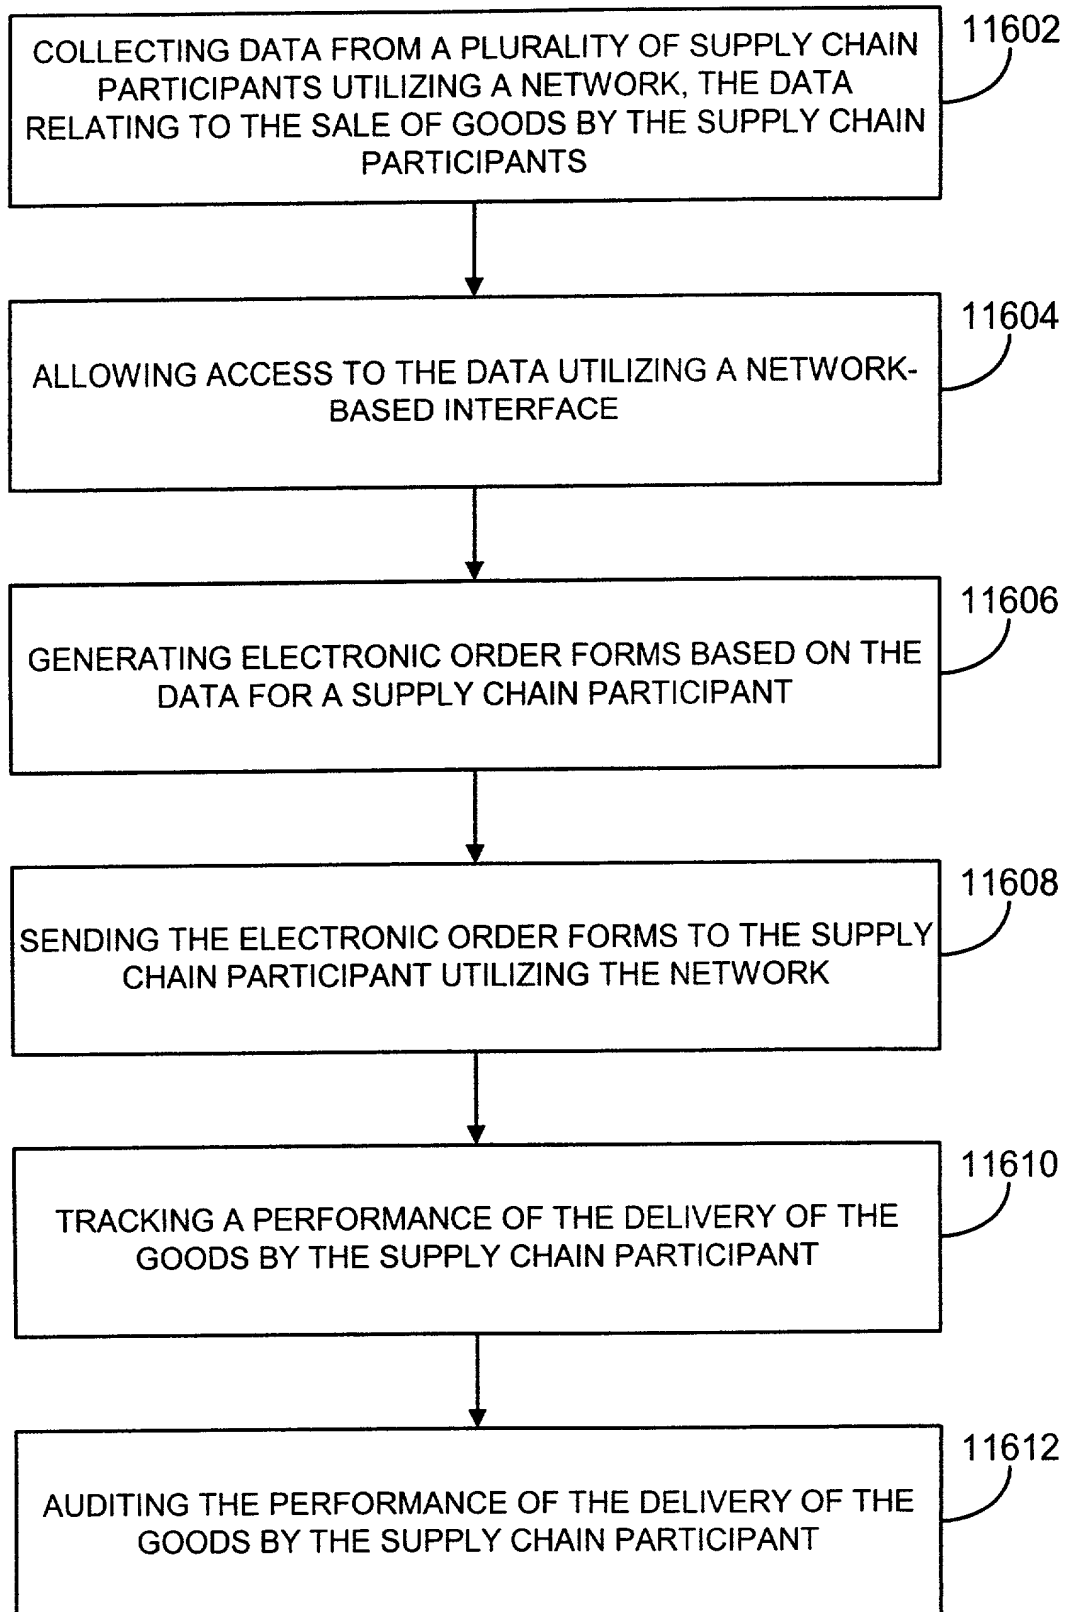 COLLECTING DATA FROM A PLURALITY OF SUPPLY CHAIN
PARTICIPANTS UTILIZING A NETWORK, THE DATA
RELATING TO THE SALE OF GOODS BY THE SUPPLY CHAIN
PARTICIPANTS
11602
ALLOWING ACCESS TO THE DATA UTILIZING A NETWORK-
BASED INTERFACE
11604
GENERATING ELECTRONIC ORDER FORMS BASED ON THE
DATA FOR A SUPPLY CHAIN PARTICIPANT
11606
SENDING THE ELECTRONIC ORDER FORMS TO THE SUPPLY
CHAIN PARTICIPANT UTILIZING THE NETWORK
11608
TRACKING A PERFORMANCE OF THE DELIVERY OF THE
GOODS BY THE SUPPLY CHAIN PARTICIPANT
11610
AUDITING THE PERFORMANCE OF THE DELIVERY OF THE
GOODS BY THE SUPPLY CHAIN PARTICIPANT
11612